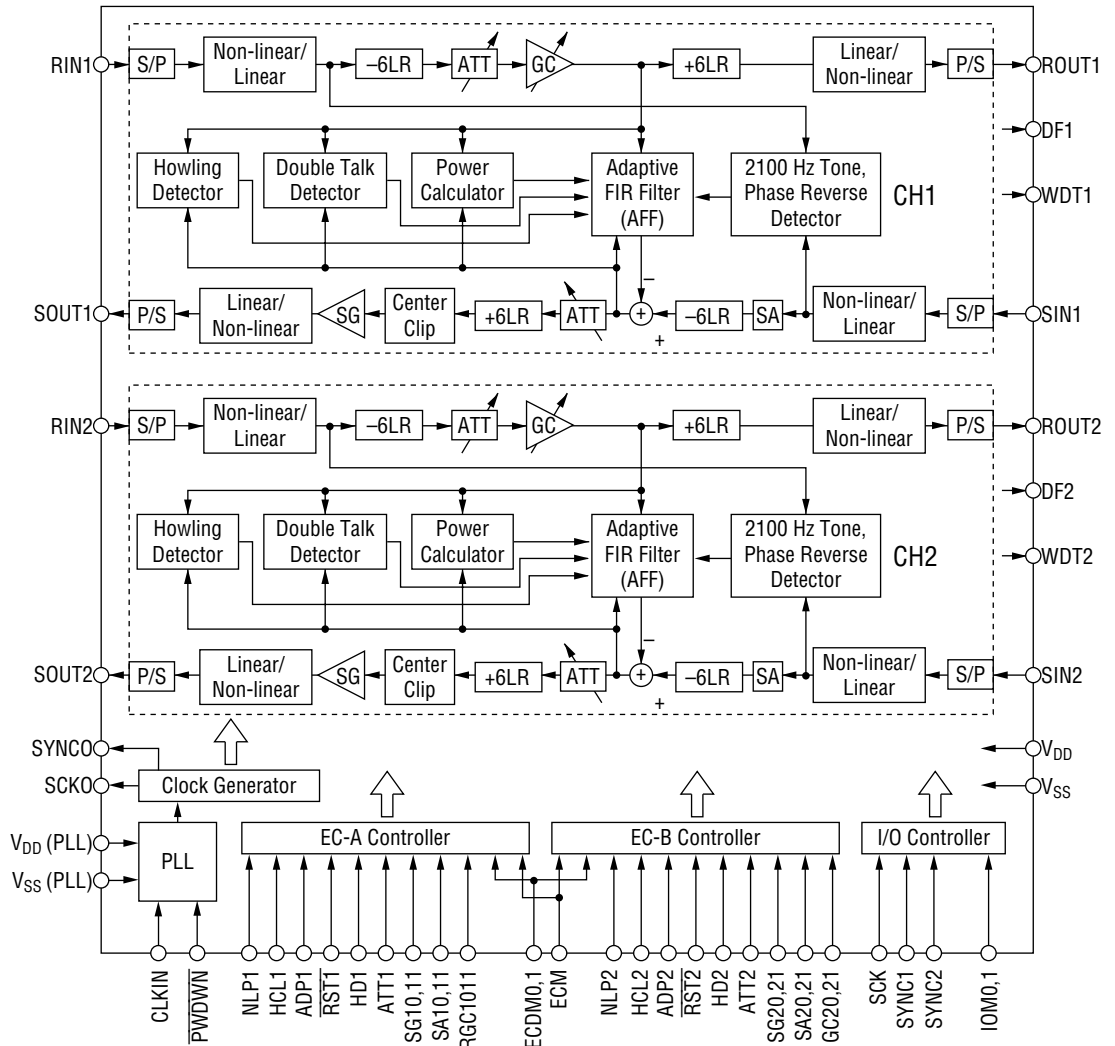 RIN1 S/P Non-linear/ Linear –6LR ATT GC +6LR Linear/ Non-linear P/S ROUT1
DF1
Howling Detector
Double Talk Detector
Power Calculator
Adaptive FIR Filter (AFF)
2100 Hz Tone, Phase Reverse Detector
CH1
WDT1
–
SOUT1 P/S Linear/ Non-linear SG Center Clip +6LR ATT + –6LR SA Non-linear/ Linear S/P SIN1
+
RIN2 S/P Non-linear/ Linear –6LR ATT GC +6LR Linear/ Non-linear P/S ROUT2
DF2
Howling Detector
Double Talk Detector
Power Calculator
Adaptive FIR Filter (AFF)
2100 Hz Tone, Phase Reverse Detector
CH2
WDT2
–
SOUT2 P/S Linear/ Non-linear SG Center Clip +6LR ATT + –6LR SA Non-linear/ Linear S/P SIN2
+
SYNCO
VDD
SCKO
Clock Generator
VSS
VDD (PLL)
VSS (PLL)
PLL
EC-A Controller
EC-B Controller
I/O Controller
CLKIN
PWDWN
NLP1
HCL1
ADP1
RST1
HD1
ATT1
SG10,11
SA10,11
RGC1011
ECDM0,1
ECM
NLP2
HCL2
ADP2
RST2
HD2
ATT2
SG20,21
SA20,21
GC20,21
SCK
SYNC1
SYNC2
IOM0,1